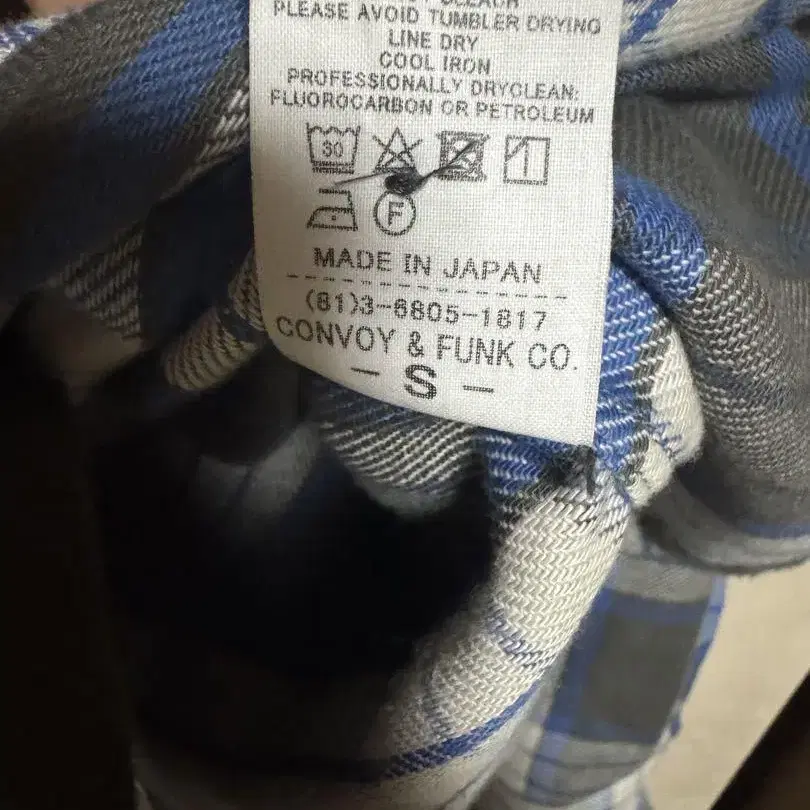 BLEACH
PLEASE AVOID TUMBLER DRYING
LINE DRY
COOL IRON
PROFESSIONALLY DRYCLEAN:
FLUOROCARBON OR PETROLEUM
30
F
MADE IN JAPAN
(81)3-6805-1817
CONVOY & FUNK CO.
- S -